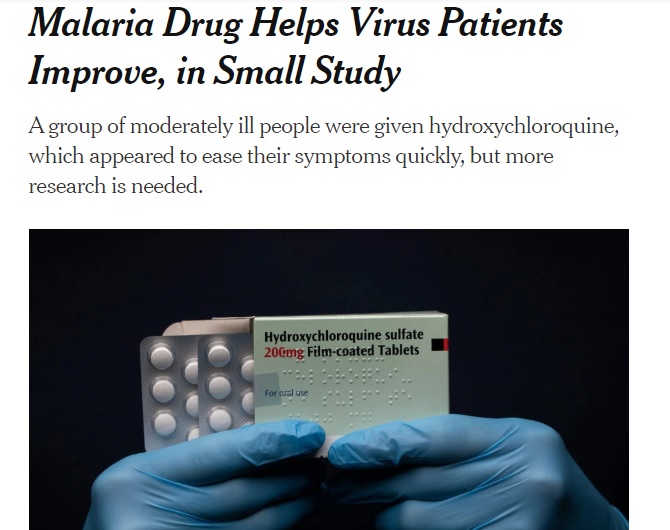 Malaria Drug Helps Virus Patients
Improve, in Small Study
A group of moderately ill people were given hydroxychloroquine,
which appeared to ease their symptoms quickly, but more
research is needed.
Hydroxychloroquine sulfate
200mg Film-coated Tablets
For oral use